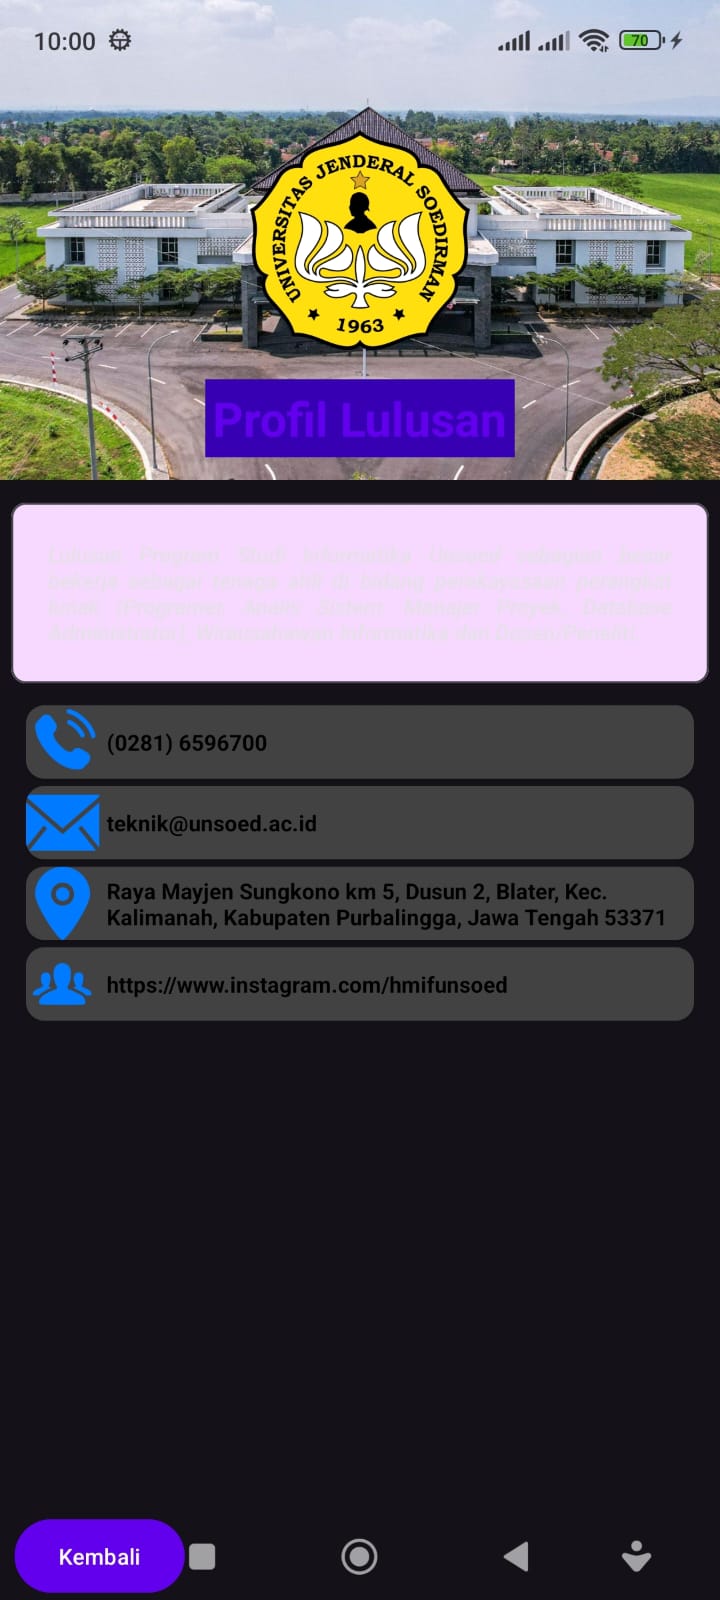 10:00
70
UNIVERSITAS JENDERAL SOEDIRMAN
1963
Profil Lulusan
Lulusan Program Studi Informatika Unsoed sebagian besar
bekerja sebagai tenaga ahli di bidang perekayasaan perangkat
lunak (Programer, Analis Sistem, Manajer Proyek, Database
Administrator), Wirausahawan Informatika dan Dosen/Peneliti.
(0281) 6596700
teknik@unsoed.ac.id
Raya Mayjen Sungkono km 5, Dusun 2, Blater, Kec.
Kalimanah, Kabupaten Purbalingga, Jawa Tengah 53371
https://www.instagram.com/hmifunsoed
Kembali